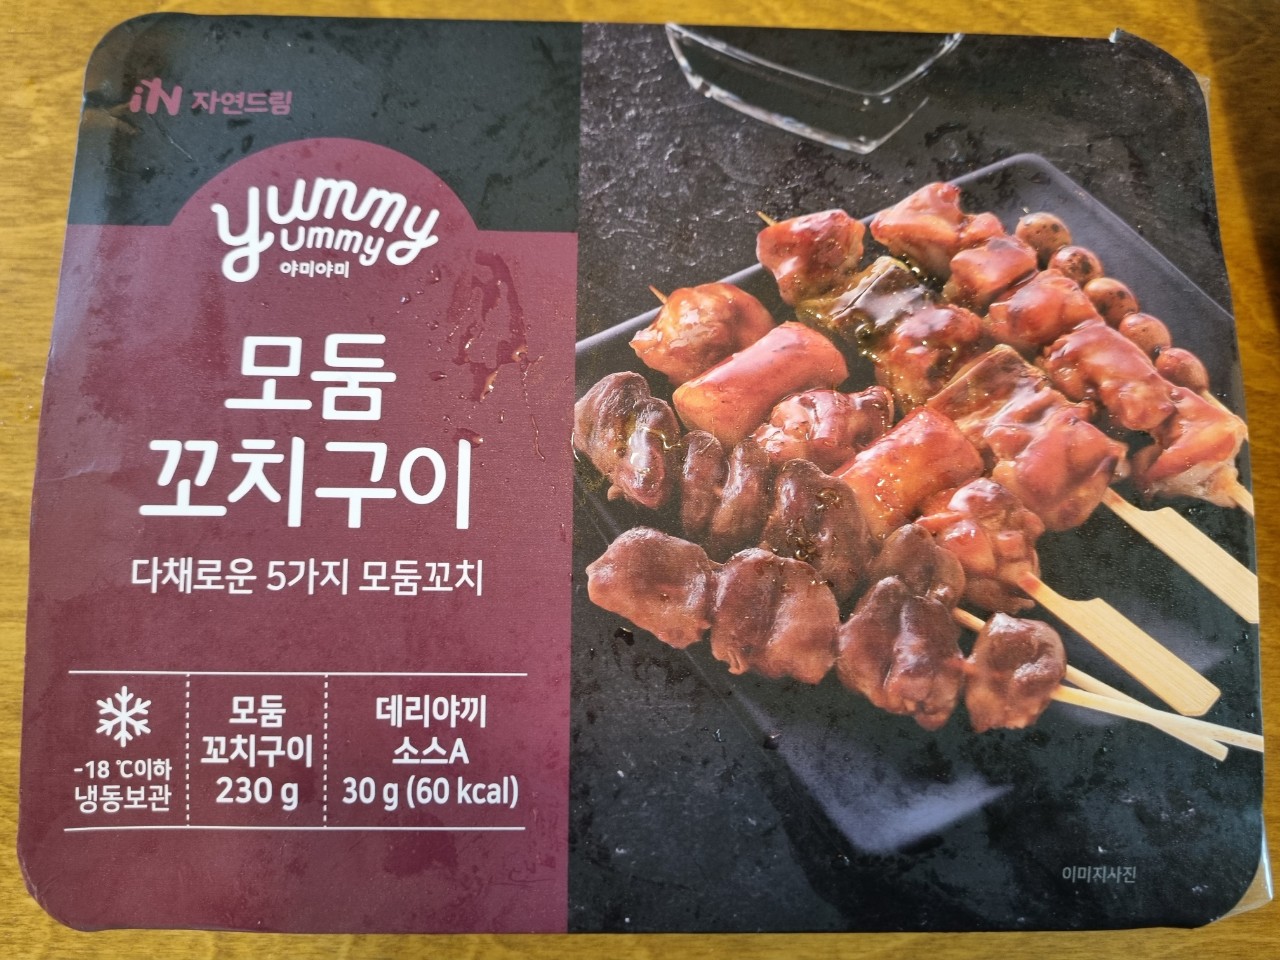 iN 자연드림
yummy
ummy
야미야미
모둠
꼬치구이
다채로운 5가지 모둠꼬치
-18 ℃이하
냉동보관
모둠
꼬치구이
230 g
데리야끼
소스A
30 g (60 kcal)
이미지사진